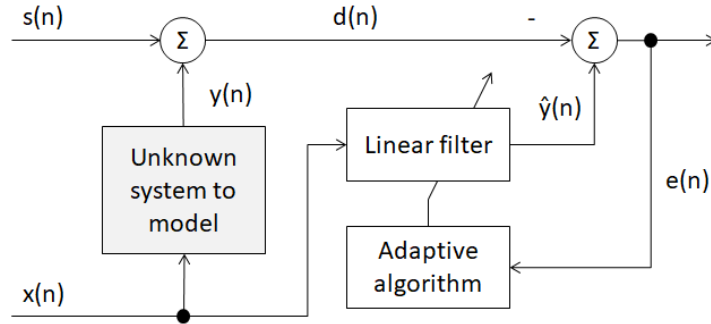 s(n)
d(n)
-
Σ
Σ
y(n)
ŷ(n)
Unknown
system to
model
Linear filter
e(n)
Adaptive
algorithm
x(n)